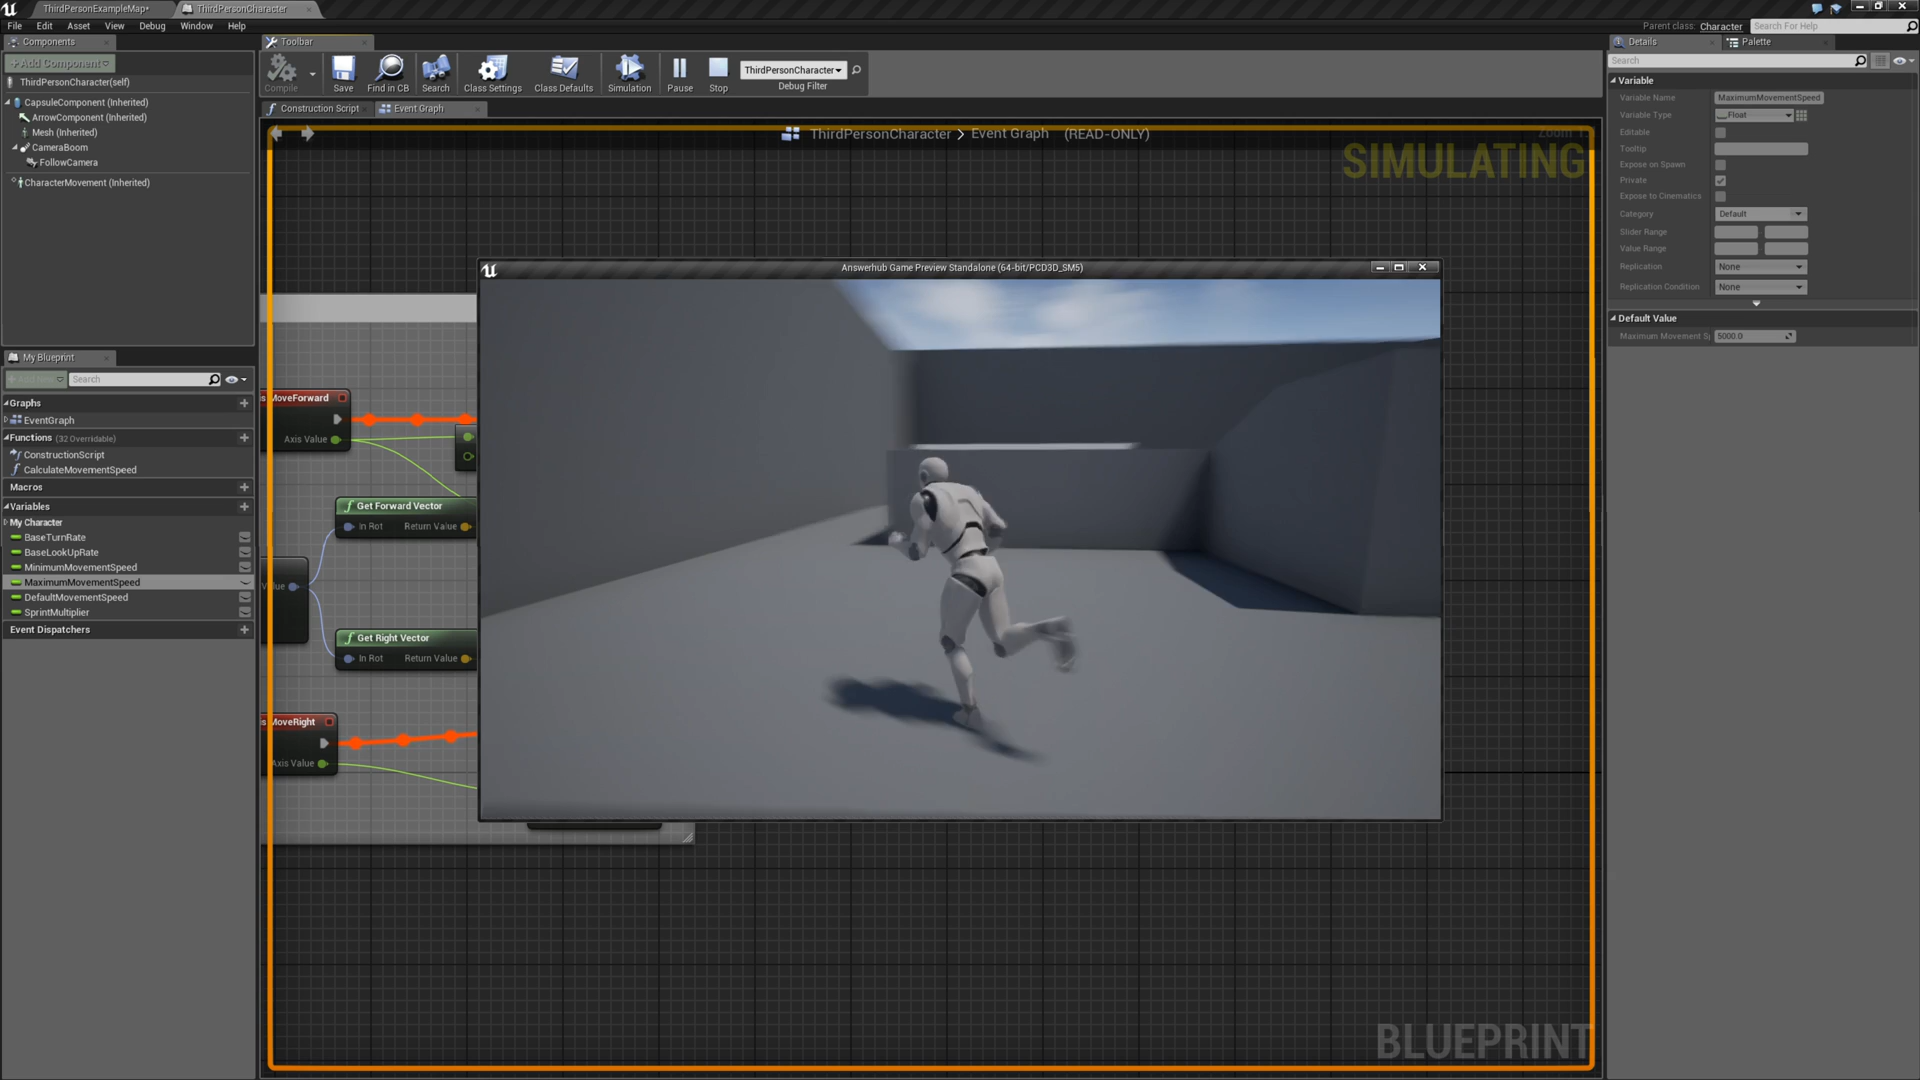 ThirdPersonExampleMap*
ThirdPersonCharacter
File Edit Asset View Debug Window Help
Parent class: Character
Search For Help
Components
+Add Component
ThirdPersonCharacter(self)
CapsuleComponent (Inherited)
ArrowComponent (Inherited)
Mesh (Inherited)
CameraBoom
FollowCamera
CharacterMovement (Inherited)
My Blueprint
+Add New
Search
Graphs
EventGraph
Functions (32 Overridable)
ConstructionScript
CalculateMovementSpeed
Macros
Variables
My Character
BaseTurnRate
BaseLookUpRate
MinimumMovementSpeed
MaximumMovementSpeed
DefaultMovementSpeed
SprintMultiplier
Event Dispatchers
Toolbar
Compile
Save
Find in CB
Search
Class Settings
Class Defaults
Simulation
Pause
Stop
ThirdPersonCharacter
Debug Filter
Construction Script
Event Graph
ThirdPersonCharacter > Event Graph (READ-ONLY)
SIMULATING
s MoveForward
Axis Value
Get Forward Vector
In Rot Return Value
Get Right Vector
In Rot Return Value
s MoveRight
Axis Value
Answerhub Game Preview Standalone (64-bit/PCD3D_SM5)
BLUEPRINT
Details
Palette
Search
Variable
Variable Name MaximumMovementSpeed
Variable Type Float
Editable
Tooltip
Expose on Spawn
Private
Expose to Cinematics
Category Default
Slider Range
Value Range
Replication None
Replication Condition None
Default Value
Maximum Movement S 5000.0